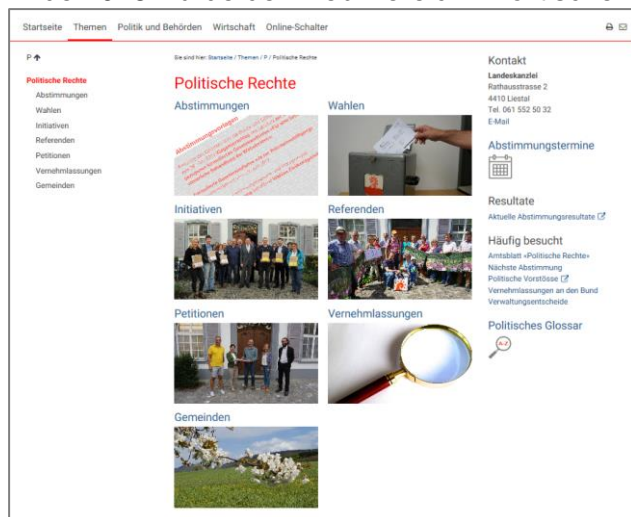 Startseite Themen Politik und Behörden Wirtschaft Online-Schalter
P
Politische Rechte
Abstimmungen
Wahlen
Initiativen
Referenden
Petitionen
Vernehmlassungen
Gemeinden
Sie sind hier: Startseite / Themen / P / Politische Rechte
Politische Rechte
Abstimmungen
Wahlen
Abstimmungsvorlagen
Initiativen
Referenden
Petitionen
Vernehmlassungen
Gemeinden
Kontakt
Landeskanzlei
Rathausstrasse 2
4410 Liestal
Tel. 061 552 50 32
E-Mail
Abstimmungstermine
Resultate
Aktuelle Abstimmungsresultate
Häufig besucht
Amtsblatt «Politische Rechte»
Nächste Abstimmung
Politische Vorstösse
Vernehmlassungen an den Bund
Verwaltungsentscheide
Politisches Glossar
A-Z